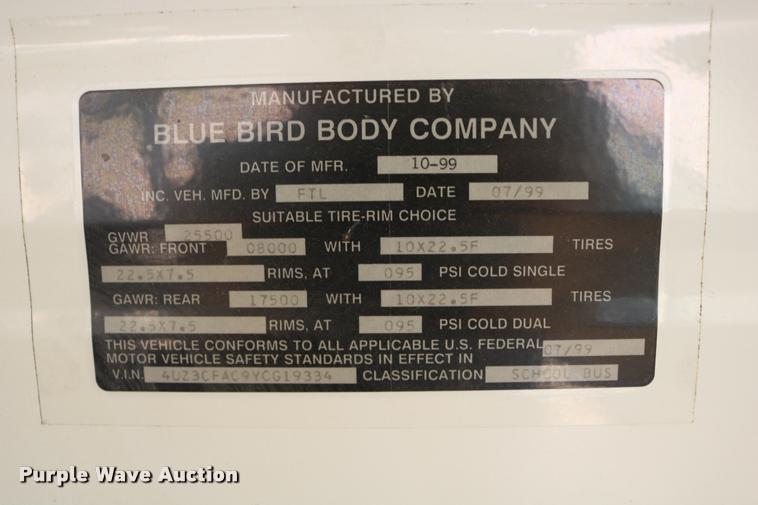 MANUFACTURED BY
BLUE BIRD BODY COMPANY
DATE OF MFR. 10-99
INC. VEH. MFD. BY FTL DATE 07/99
SUITABLE TIRE-RIM CHOICE
GVWR 25500
GAWR: FRONT 08000 WITH 10X22.5F TIRES
22.5X7.5 RIMS, AT 095 PSI COLD SINGLE
GAWR: REAR 17500 WITH 10X22.5F TIRES
22.5X7.5 RIMS, AT 095 PSI COLD DUAL
THIS VEHICLE CONFORMS TO ALL APPLICABLE U.S. FEDERAL
MOTOR VEHICLE SAFETY STANDARDS IN EFFECT IN 07/99
V.I.N. 4UZ3CFAC9YCG19334 CLASSIFICATION SCHOOL BUS
Purple Wave Auction